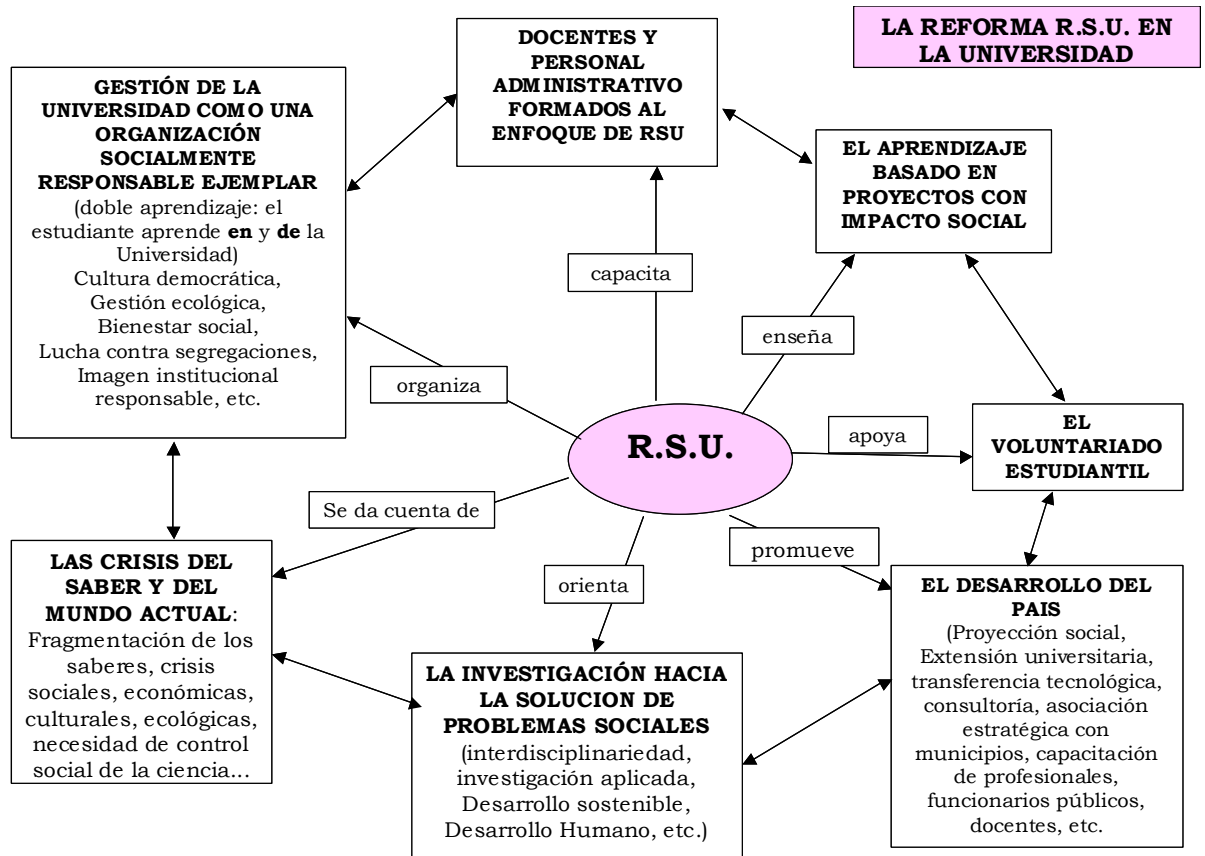 LA REFORMA R.S.U. EN
LA UNIVERSIDAD
DOCENTES Y
PERSONAL
ADMINISTRATIVO
FORMADOS AL
ENFOQUE DE RSU
GESTIÓN DE LA
UNIVERSIDAD COMO UNA
ORGANIZACIÓN
SOCIALMENTE
RESPONSABLE EJEMPLAR
(doble aprendizaje: el
estudiante aprende en y de la
Universidad)
Cultura democrática,
Gestión ecológica,
Bienestar social,
Lucha contra segregaciones,
Imagen institucional
responsable, etc.
EL APRENDIZAJE
BASADO EN
PROYECTOS CON
IMPACTO SOCIAL
capacita
enseña
organiza
R.S.U.
apoya
EL
VOLUNTARIADO
ESTUDIANTIL
Se da cuenta de
promueve
orienta
LAS CRISIS DEL
SABER Y DEL
MUNDO ACTUAL:
Fragmentación de los
saberes, crisis
sociales, económicas,
culturales, ecológicas,
necesidad de control
social de la ciencia...
LA INVESTIGACIÓN HACIA
LA SOLUCION DE
PROBLEMAS SOCIALES
(interdisciplinariedad,
investigación aplicada,
Desarrollo sostenible,
Desarrollo Humano, etc.)
EL DESARROLLO DEL
PAIS
(Proyección social,
Extensión universitaria,
transferencia tecnológica,
consultoría, asociación
estratégica con
municipios, capacitación
de profesionales,
funcionarios públicos,
docentes, etc.